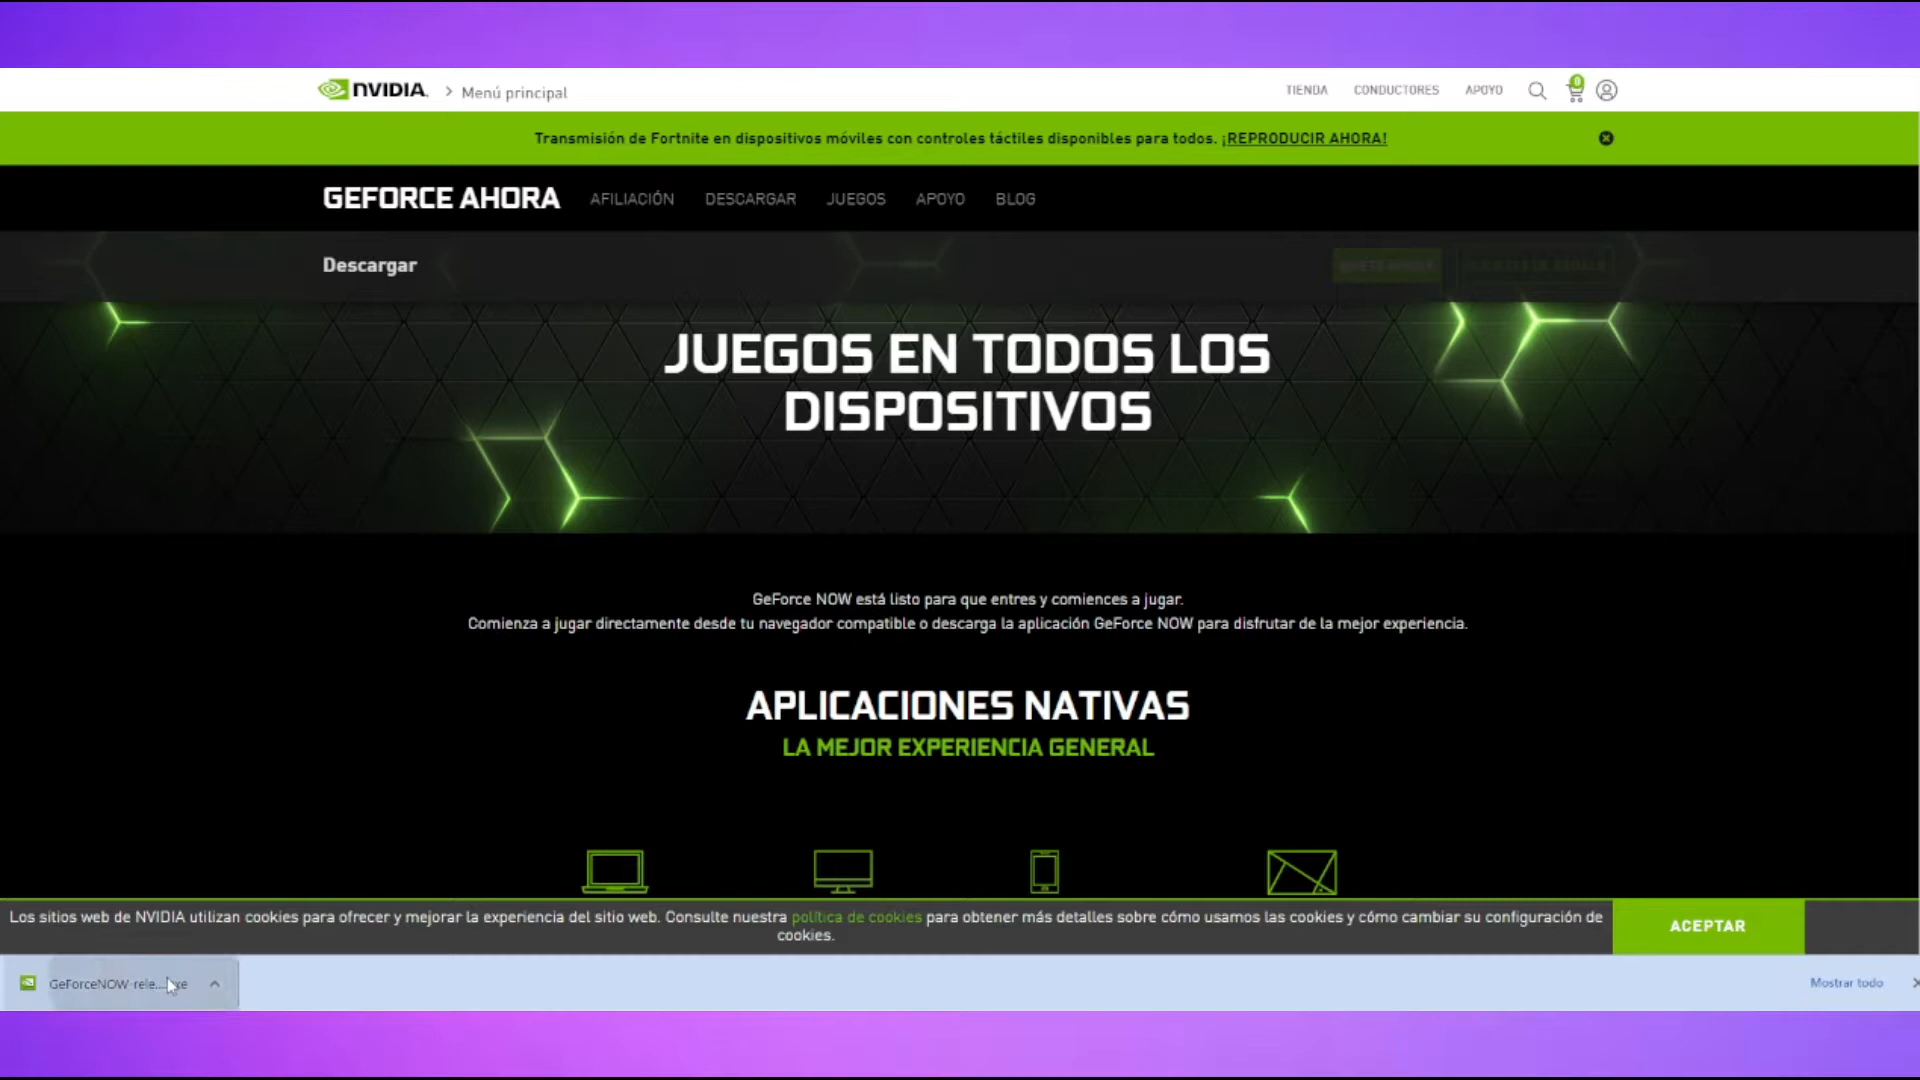 NVIDIA. > Menú principal
TIENDA CONDUCTORES APOYO 0
Transmisión de Fortnite en dispositivos móviles con controles táctiles disponibles para todos. ¡REPRODUCIR AHORA!
GEFORCE AHORA AFILIACIÓN DESCARGAR JUEGOS APOYO BLOG
Descargar
JUEGOS EN TODOS LOS
DISPOSITIVOS
GeForce NOW está listo para que entres y comiences a jugar.
Comienza a jugar directamente desde tu navegador compatible o descarga la aplicación GeForce NOW para disfrutar de la mejor experiencia.
APLICACIONES NATIVAS
LA MEJOR EXPERIENCIA GENERAL
Los sitios web de NVIDIA utilizan cookies para ofrecer y mejorar la experiencia del sitio web. Consulte nuestra política de cookies para obtener más detalles sobre cómo usamos las cookies y cómo cambiar su configuración de
cookies.
ACEPTAR
GeForceNOW-rele....exe
Mostrar todo